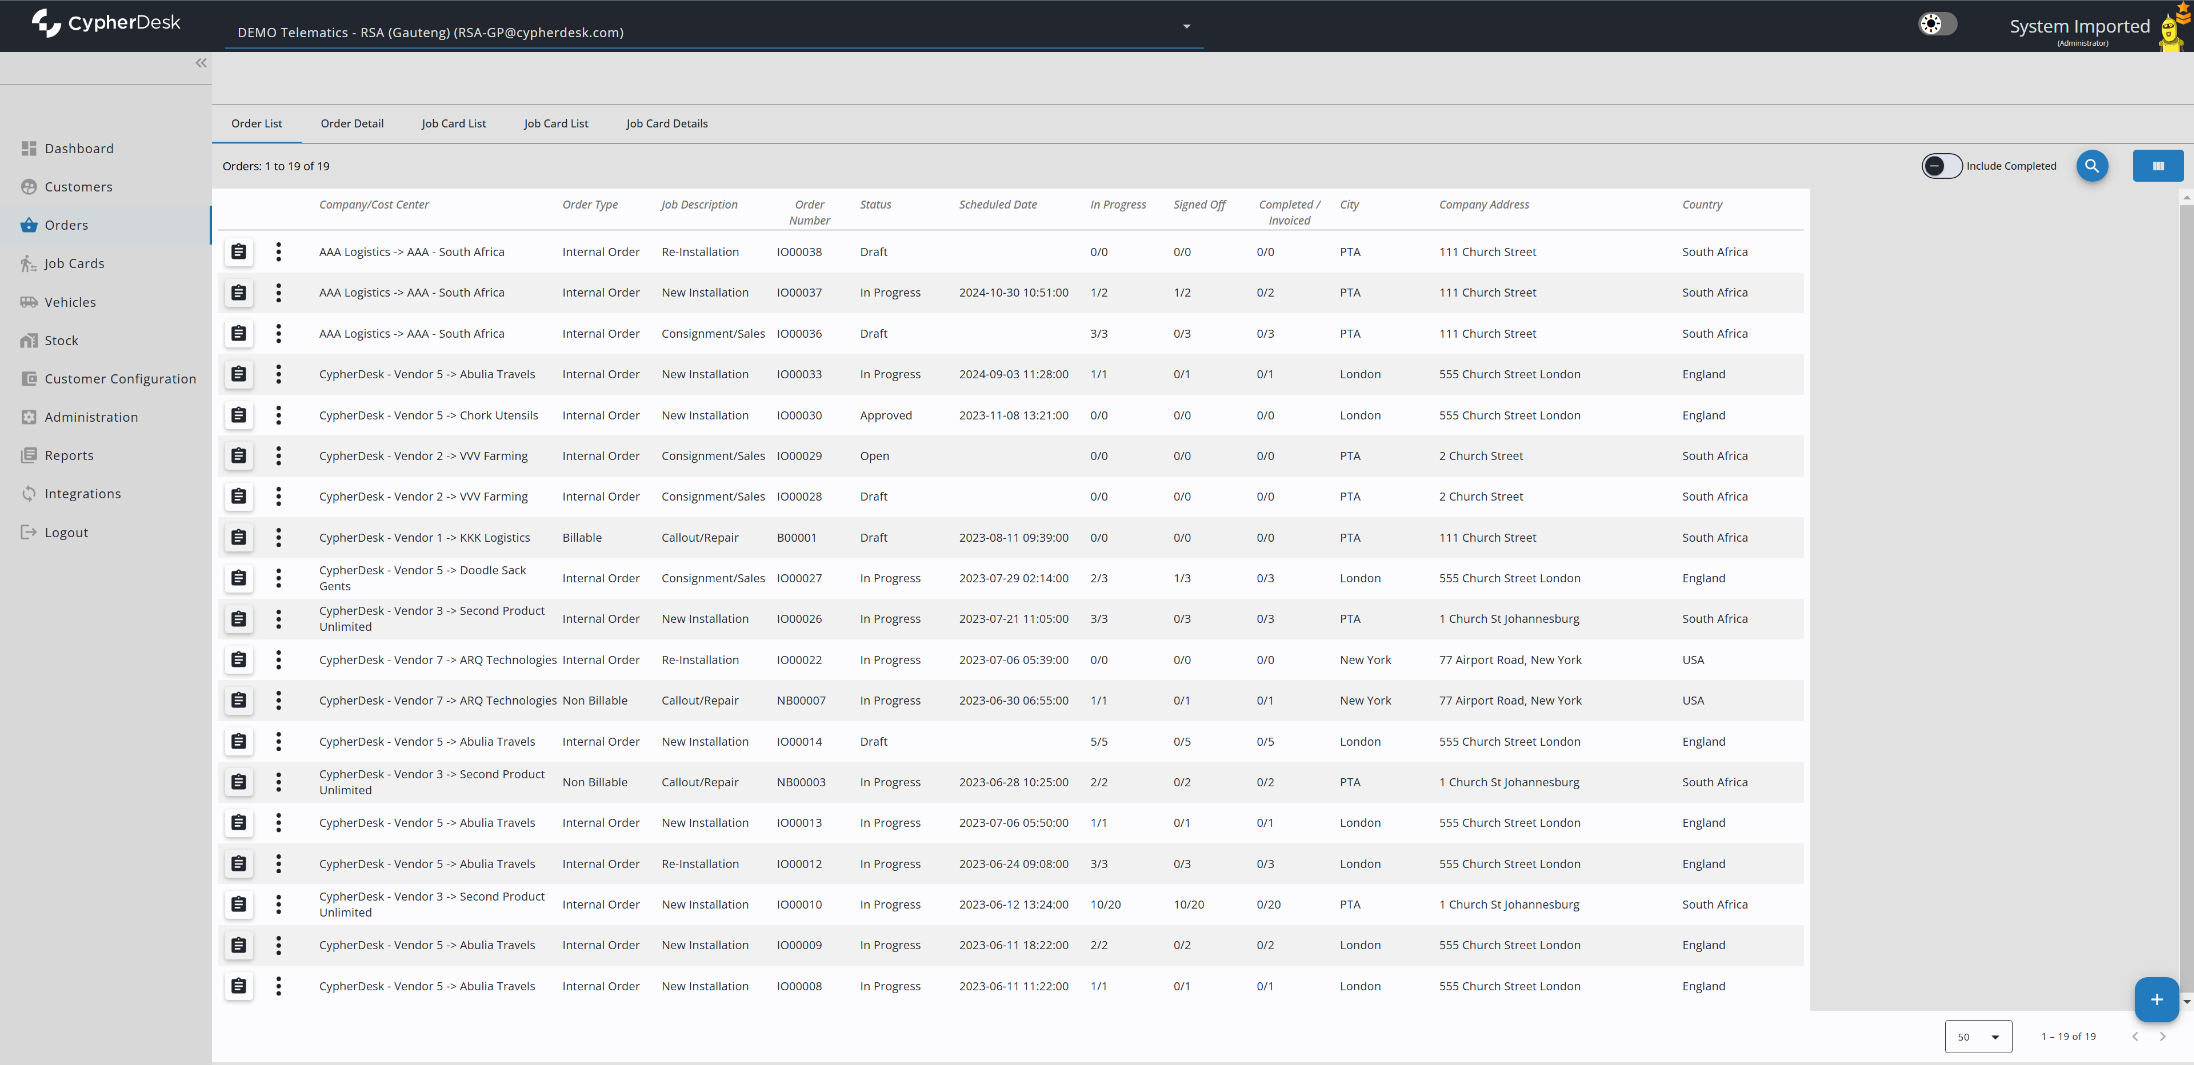 CypherDesk
DEMO Telematics - RSA (Gauteng) (RSA-GP@cypherdesk.com)
System Imported
(Administrator)
Dashboard
Customers
Orders
Job Cards
Vehicles
Stock
Customer Configuration
Administration
Reports
Integrations
Logout
Order List Order Detail Job Card List Job Card List Job Card Details
Orders: 1 to 19 of 19
Include Completed
Company/Cost Center Order Type Job Description Order Number Status Scheduled Date In Progress Signed Off Completed / Invoiced City Company Address Country
AAA Logistics -> AAA - South Africa Internal Order Re-Installation IO00038 Draft 0/0 0/0 0/0 PTA 111 Church Street South Africa
AAA Logistics -> AAA - South Africa Internal Order New Installation IO00037 In Progress 2024-10-30 10:51:00 1/2 1/2 0/2 PTA 111 Church Street South Africa
AAA Logistics -> AAA - South Africa Internal Order Consignment/Sales IO00036 Draft 3/3 0/3 0/3 PTA 111 Church Street South Africa
CypherDesk - Vendor 5 -> Abulia Travels Internal Order New Installation IO00033 In Progress 2024-09-03 11:28:00 1/1 0/1 0/1 London 555 Church Street London England
CypherDesk - Vendor 5 -> Chork Utensils Internal Order New Installation IO00030 Approved 2023-11-08 13:21:00 0/0 0/0 0/0 London 555 Church Street London England
CypherDesk - Vendor 2 -> VVV Farming Internal Order Consignment/Sales IO00029 Open 0/0 0/0 0/0 PTA 2 Church Street South Africa
CypherDesk - Vendor 2 -> VVV Farming Internal Order Consignment/Sales IO00028 Draft 0/0 0/0 0/0 PTA 2 Church Street South Africa
CypherDesk - Vendor 1 -> KKK Logistics Billable Callout/Repair B00001 Draft 2023-08-11 09:39:00 0/0 0/0 0/0 PTA 111 Church Street South Africa
CypherDesk - Vendor 5 -> Doodle Sack Gents Internal Order Consignment/Sales IO00027 In Progress 2023-07-29 02:14:00 2/3 1/3 0/3 London 555 Church Street London England
CypherDesk - Vendor 3 -> Second Product Unlimited Internal Order New Installation IO00026 In Progress 2023-07-21 11:05:00 3/3 0/3 0/3 PTA 1 Church St Johannesburg South Africa
CypherDesk - Vendor 7 -> ARQ Technologies Internal Order Re-Installation IO00022 In Progress 2023-07-06 05:39:00 0/0 0/0 0/0 New York 77 Airport Road, New York USA
CypherDesk - Vendor 7 -> ARQ Technologies Non Billable Callout/Repair NB00007 In Progress 2023-06-30 06:55:00 1/1 0/1 0/1 New York 77 Airport Road, New York USA
CypherDesk - Vendor 5 -> Abulia Travels Internal Order New Installation IO00014 Draft 5/5 0/5 0/5 London 555 Church Street London England
CypherDesk - Vendor 3 -> Second Product Unlimited Non Billable Callout/Repair NB00003 In Progress 2023-06-28 10:25:00 2/2 0/2 0/2 PTA 1 Church St Johannesburg South Africa
CypherDesk - Vendor 5 -> Abulia Travels Internal Order New Installation IO00013 In Progress 2023-07-06 05:50:00 1/1 0/1 0/1 London 555 Church Street London England
CypherDesk - Vendor 5 -> Abulia Travels Internal Order Re-Installation IO00012 In Progress 2023-06-24 09:08:00 3/3 0/3 0/3 London 555 Church Street London England
CypherDesk - Vendor 3 -> Second Product Unlimited Internal Order New Installation IO00010 In Progress 2023-06-12 13:24:00 10/20 10/20 0/20 PTA 1 Church St Johannesburg South Africa
CypherDesk - Vendor 5 -> Abulia Travels Internal Order New Installation IO00009 In Progress 2023-06-11 18:22:00 2/2 0/2 0/2 London 555 Church Street London England
CypherDesk - Vendor 5 -> Abulia Travels Internal Order New Installation IO00008 In Progress 2023-06-11 11:22:00 1/1 0/1 0/1 London 555 Church Street London England
50 1 – 19 of 19